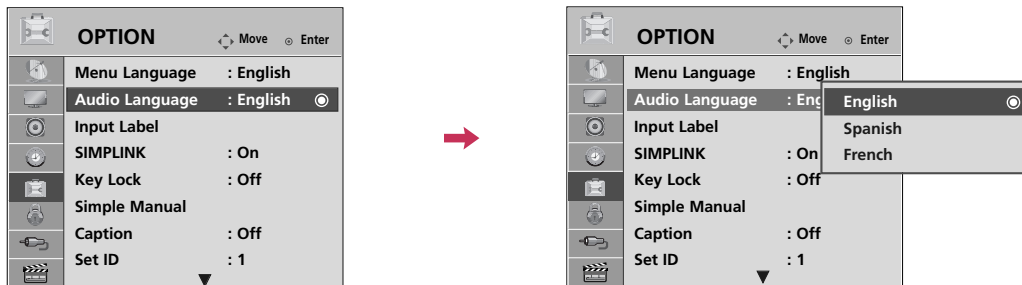 OPTION Move Enter
Menu Language : English
Audio Language : English
Input Label
SIMPLINK : On
Key Lock : Off
Simple Manual
Caption : Off
Set ID : 1
OPTION Move Enter
Menu Language : English
Audio Language : Eng
Input Label
SIMPLINK : On
Key Lock : Off
Simple Manual
Caption : Off
Set ID : 1
English
Spanish
French